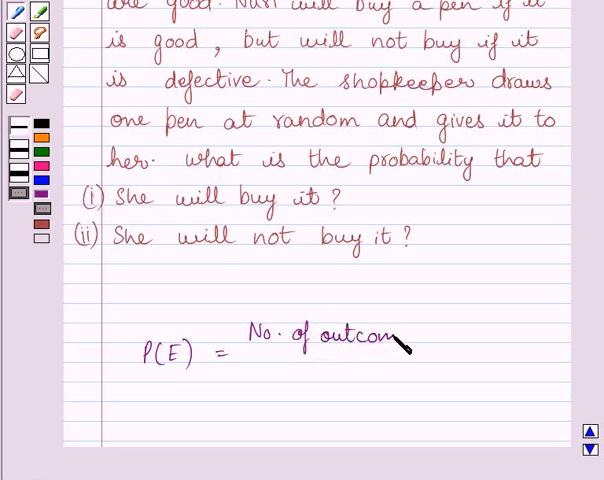 are good. Nuri will buy a pen if it
is good, but will not buy if it
is defective. The shopkeeper draws
one pen at random and gives it to
her. What is the probability that
(i) She will buy it?
(ii) She will not buy it?
No. of outcom
P(E) =